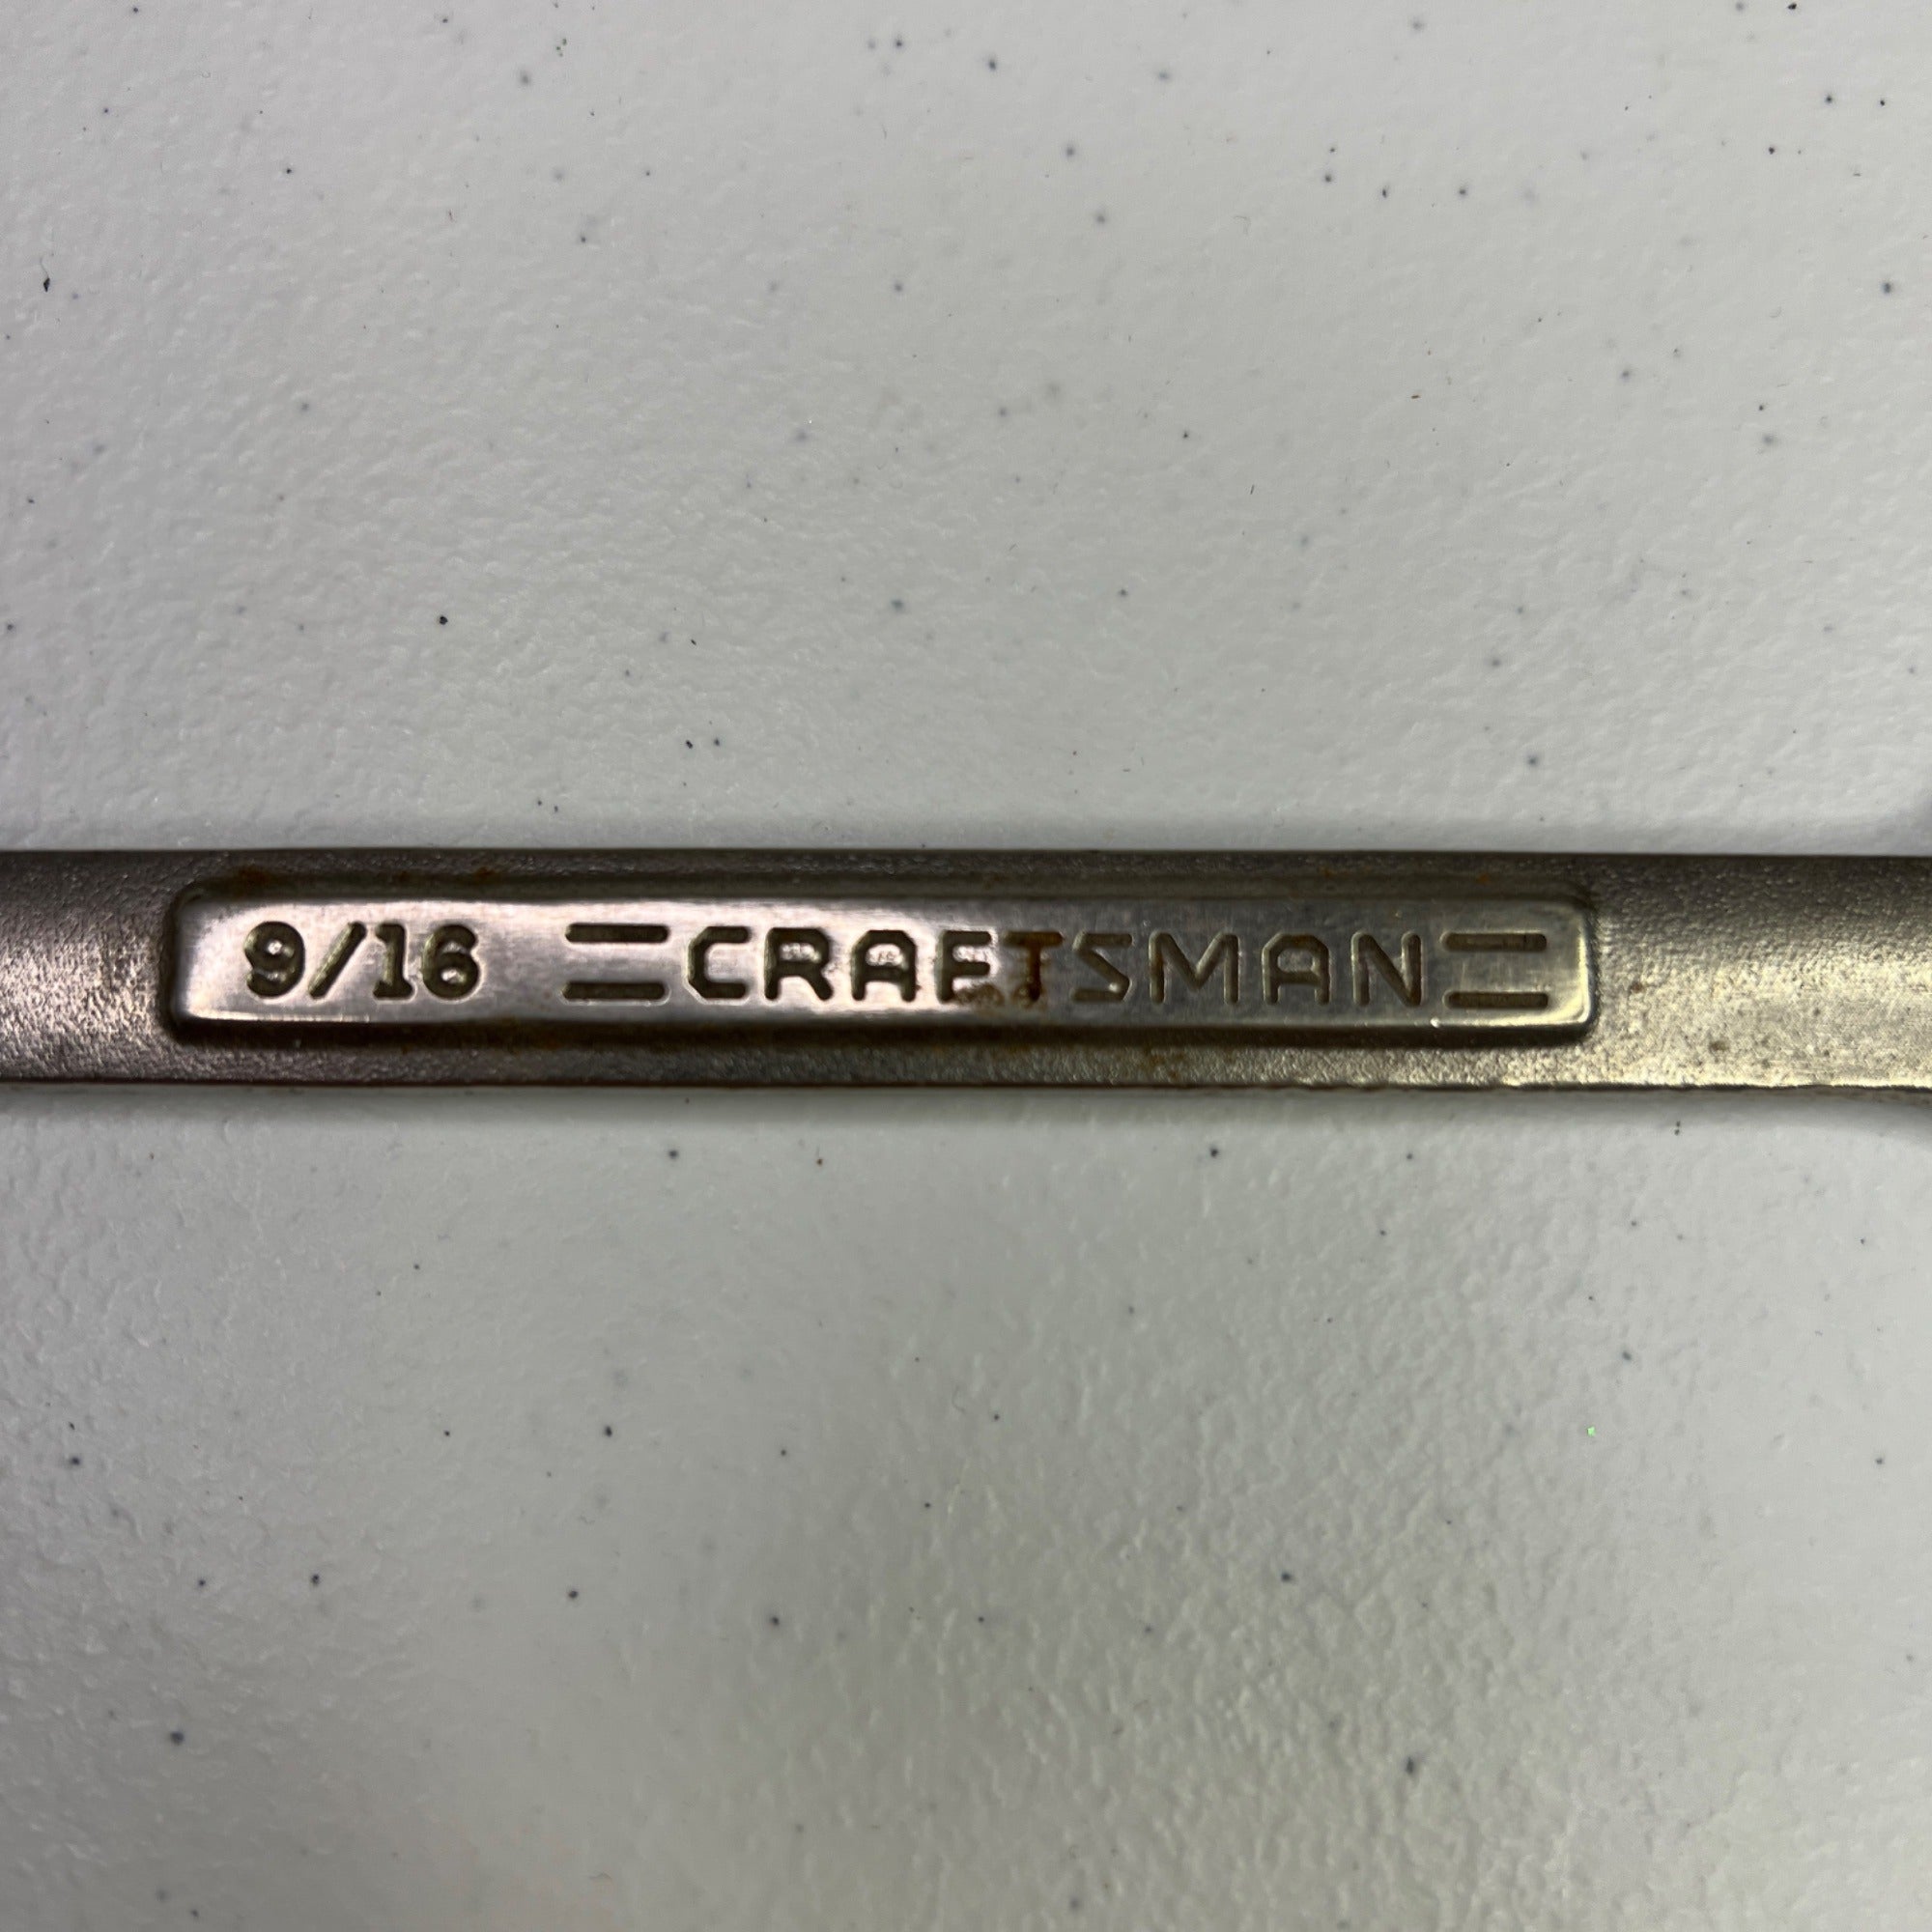 9/16 =CRAFTSMAN=